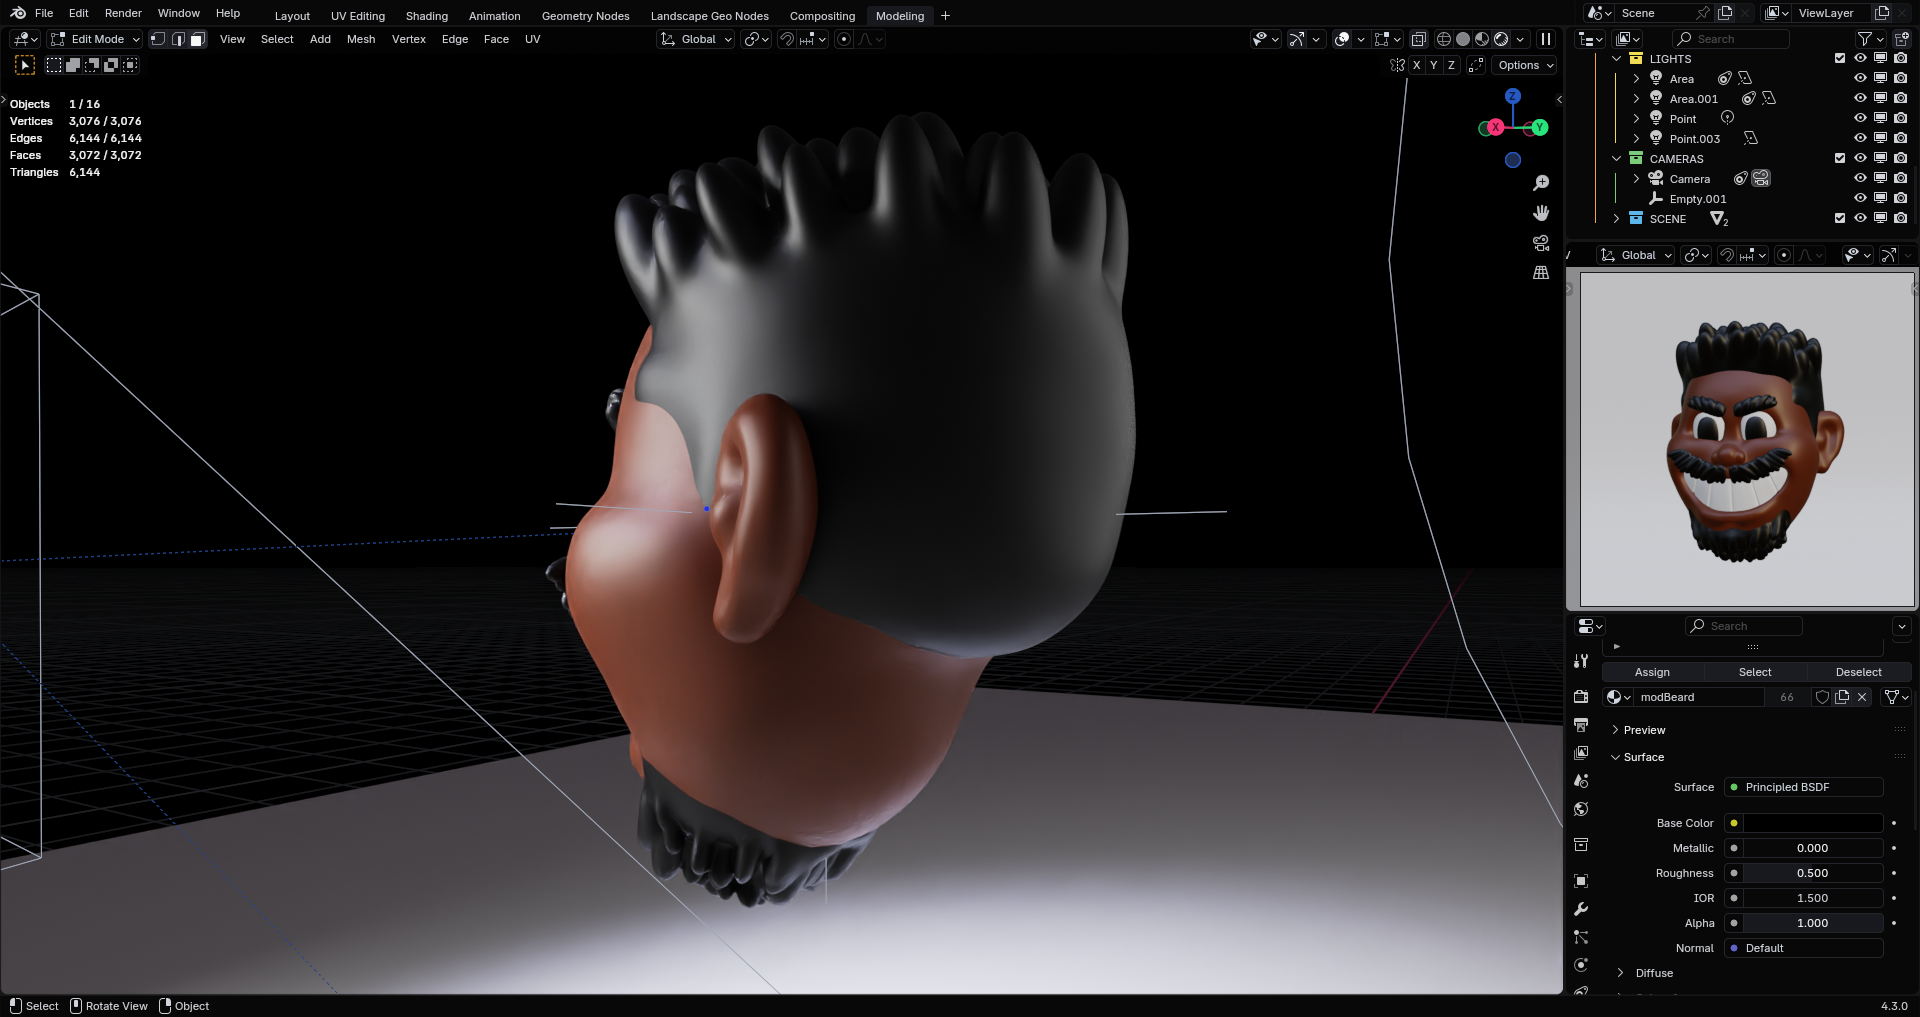 File Edit Render Window Help Layout UV Editing Shading Animation Geometry Nodes Landscape Geo Nodes Compositing Modeling + Scene ViewLayer
Edit Mode View Select Add Mesh Vertex Edge Face UV Global Search
X Y Z Options
Objects 1 / 16
Vertices 3,076 / 3,076
Edges 6,144 / 6,144
Faces 3,072 / 3,072
Triangles 6,144
Z
X Y
LIGHTS
Area
Area.001
Point
Point.003
CAMERAS
Camera
Empty.001
SCENE 2
Global
Search
Assign Select Deselect
modBeard 66
Preview
Surface
Surface Principled BSDF
Base Color
Metallic 0.000
Roughness 0.500
IOR 1.500
Alpha 1.000
Normal Default
Diffuse
Select Rotate View Object 4.3.0